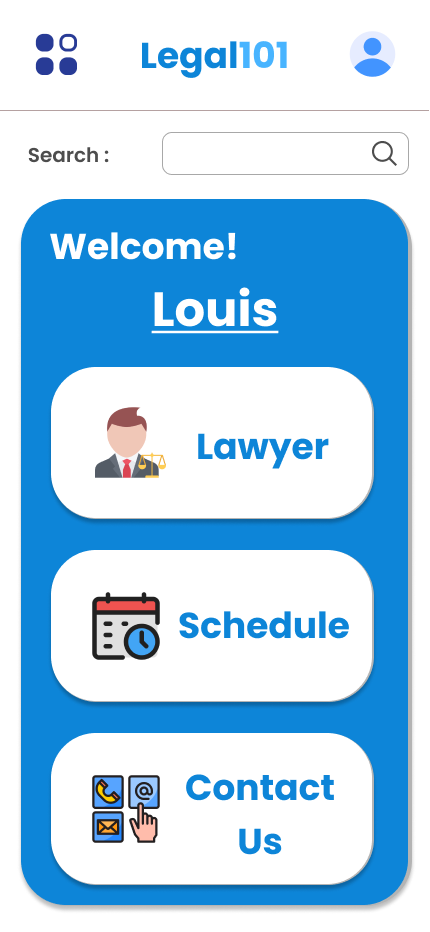 Legal101
Search :
Welcome!
Louis
Lawyer
Schedule
@
Contact
Us